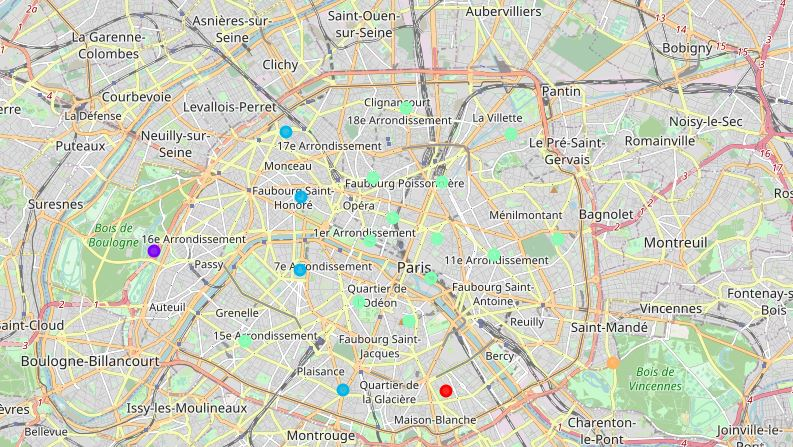 Asnières-sur-
Seine
Saint-Ouen
-sur-Seine
Aubervilliers
La Garenne-
Colombes
Clichy
Bobigny
Courbevoie
Levallois-Perret
Clignancourt
Pantin
La Défense
18e Arrondissement
La Villette
Noisy-le-Sec
Puteaux
Neuilly-sur-
Seine
17e Arrondissement
Le Pré-Saint-
Gervais
Romainville
Monceau
Suresnes
Faubourg Saint-
Honoré
Faubourg Poissonnière
Opéra
Ménilmontant
Bagnolet
Bois de
Boulogne
16e Arrondissement
1er Arrondissement
Montreuil
Passy
7e Arrondissement
Paris
11e Arrondissement
Auteuil
Quartier de
l'Odéon
Faubourg Saint-
Antoine
Fontenay-s
Bois
Saint-Cloud
Grenelle
Reuilly
Vincennes
15e Arrondissement
Faubourg Saint-
Jacques
Saint-Mandé
Boulogne-Billancourt
Plaisance
Bercy
Bois de
Vincennes
Quartier de
la Glacière
Issy-les-Moulineaux
Maison-Blanche
Charenton-
le-Pont
Joinville-le-
Pont
Bellevue
Montrouge
èvres